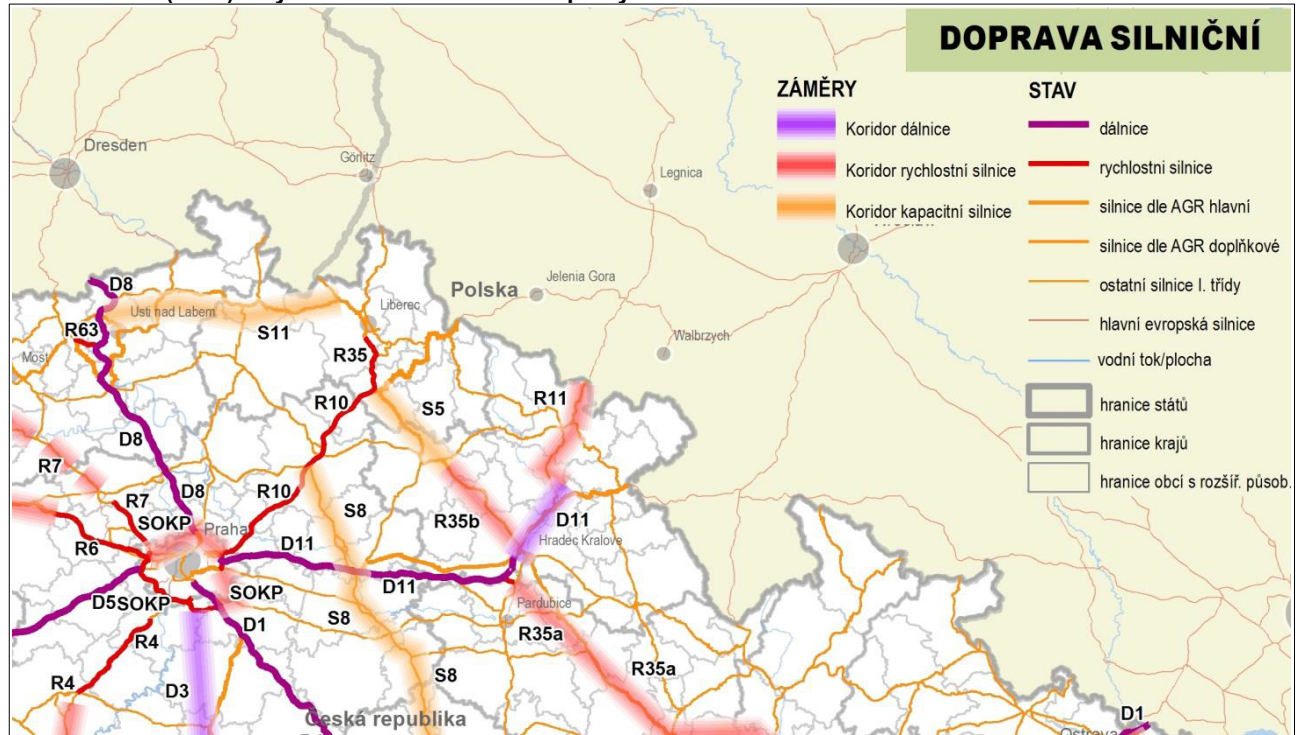 DOPRAVA SILNIČNÍ
ZÁMĚRY
Koridor dálnice
Koridor rychlostní silnice
Koridor kapacitní silnice
STAV
dálnice
rychlostni silnice
silnice dle AGR hlavní
silnice dle AGR doplňkové
ostatní silnice I. třídy
hlavní evropská silnice
vodní tok/plocha
hranice států
hranice krajů
hranice obcí s rozšíř. působ.
Dresden
Görlitz
Legnica
Jelenia Gora
Polska
Walbrzych
D8
Usti nad Labem
Liberec
R63
S11
Most
R35
R10
S5
R11
D8
R7
D8
R10
R7
SOKP
Praha
S8
R35b
D11
Hradec Kralove
R6
D11
D11
D5
SOKP
SOKP
Pardubice
R4
D1
S8
R35a
S8
R35a
R4
D3
Česká republika
D1
Ostrava